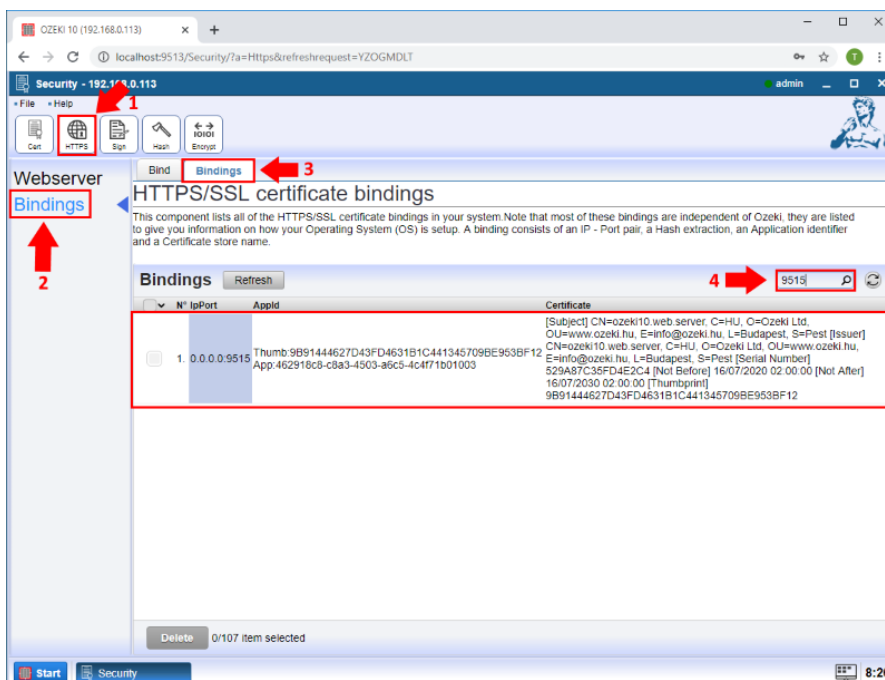 OZEKI 10 (192.168.0.113)
localhost:9513/Security/?a=Https&refreshrequest=YZOGMDLT
T
Security - 192.168.0.113
admin
File Help
1
Cert HTTPS Sign Hash Encrypt
Webserver
Bindings
2
Bind Bindings
3
HTTPS/SSL certificate bindings
This component lists all of the HTTPS/SSL certificate bindings in your system.Note that most of these bindings are independent of Ozeki, they are listed
to give you information on how your Operating System (OS) is setup. A binding consists of an IP - Port pair, a Hash extraction, an Application identifier
and a Certificate store name.
Bindings Refresh
4
9515
N° IpPort AppId Certificate
1. 0.0.0.0:9515
Thumb:9B91444627D43FD4631B1C441345709BE953BF12
App:462918c8-c8a3-4503-a6c5-4c4f71b01003
[Subject] CN=ozeki10.web.server, C=HU, O=Ozeki Ltd,
OU=www.ozeki.hu, E=info@ozeki.hu, L=Budapest, S=Pest [Issuer]
CN=ozeki10.web.server, C=HU, O=Ozeki Ltd, OU=www.ozeki.hu,
E=info@ozeki.hu, L=Budapest, S=Pest [Serial Number]
529A87C35FD4E2C4 [Not Before] 16/07/2020 02:00:00 [Not After]
16/07/2030 02:00:00 [Thumbprint]
9B91444627D43FD4631B1C441345709BE953BF12
Delete 0/107 item selected
Start Security